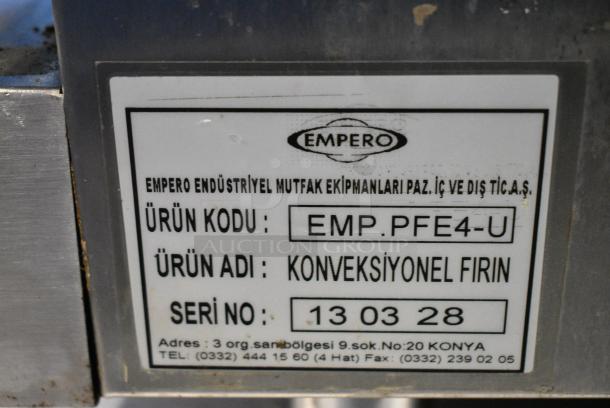 EMPERO
EMPERO ENDÜSTRİYEL MUTFAK EKİPMANLARI PAZ. İÇ VE DIŞ TİC.A.Ş.
ÜRÜN KODU : EMP.PFE4-U
AUCTION GROUP
ÜRÜN ADI : KONVEKSİYONEL FIRIN
SERİ NO : 13 03 28
Adres : 3 org.san.bölgesi 9.sok.No:20 KONYA
TEL: (0332) 444 15 60 (4 Hat) Fax: (0332) 239 02 05